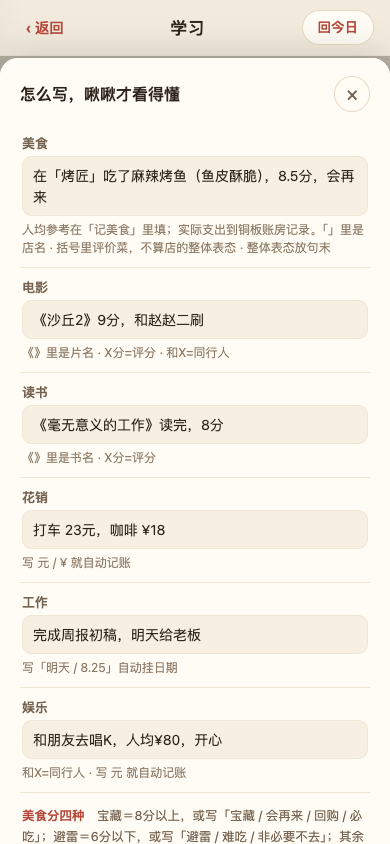 ‹ 返回
学习
回今日
怎么写，啾啾才看得懂
×
美食
在「烤匠」吃了麻辣烤鱼（鱼皮酥脆），8.5分，会再
来
人均参考在「记美食」里填；实际支出到铜板账房记录。「」里是
店名 · 括号里评价菜，不算店的整体表态 · 整体表态放句末
电影
《沙丘2》9分，和赵赵二刷
《》里是片名 · X分=评分 · 和X=同行人
读书
《毫无意义的工作》读完，8分
《》里是书名 · X分=评分
花销
打车 23元，咖啡 ¥18
写 元 / ¥ 就自动记账
工作
完成周报初稿，明天给老板
写「明天 / 8.25」自动挂日期
娱乐
和朋友去唱K，人均¥80，开心
和X=同行人 · 写 元 自动记账
美食分四种 宝藏＝8分以上，或写「宝藏 / 会再来 / 回购 / 必
吃」；避雷＝6分以下，或写「避雷 / 难吃 / 非必要不去」；其余